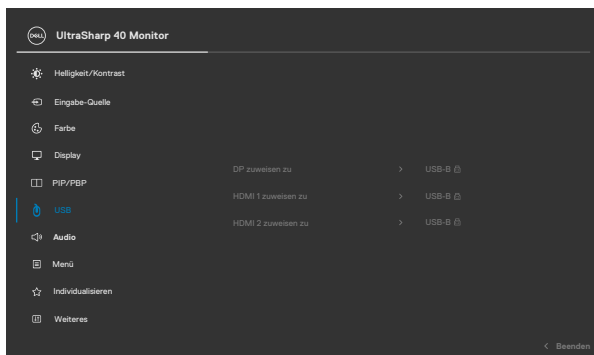 DELL UltraSharp 40 Monitor
Helligkeit/Kontrast
Eingabe-Quelle
Farbe
Display
DP zuweisen zu > USB-B
PIP/PBP
HDMI 1 zuweisen zu > USB-B
USB
HDMI 2 zuweisen zu > USB-B
Audio
Menü
Individualisieren
Weiteres
< Beenden